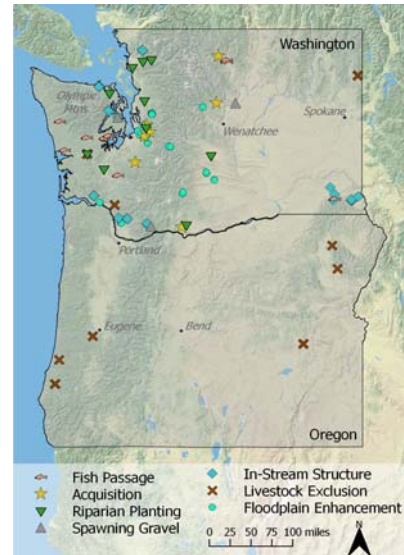 Washington
Olympic
Mtns
Spokane
Wenatchee
Portland
Eugene
Bend
Oregon
Fish Passage
Acquisition
Riparian Planting
Spawning Gravel
In-Stream Structure
Livestock Exclusion
Floodplain Enhancement
0 25 50 100 miles